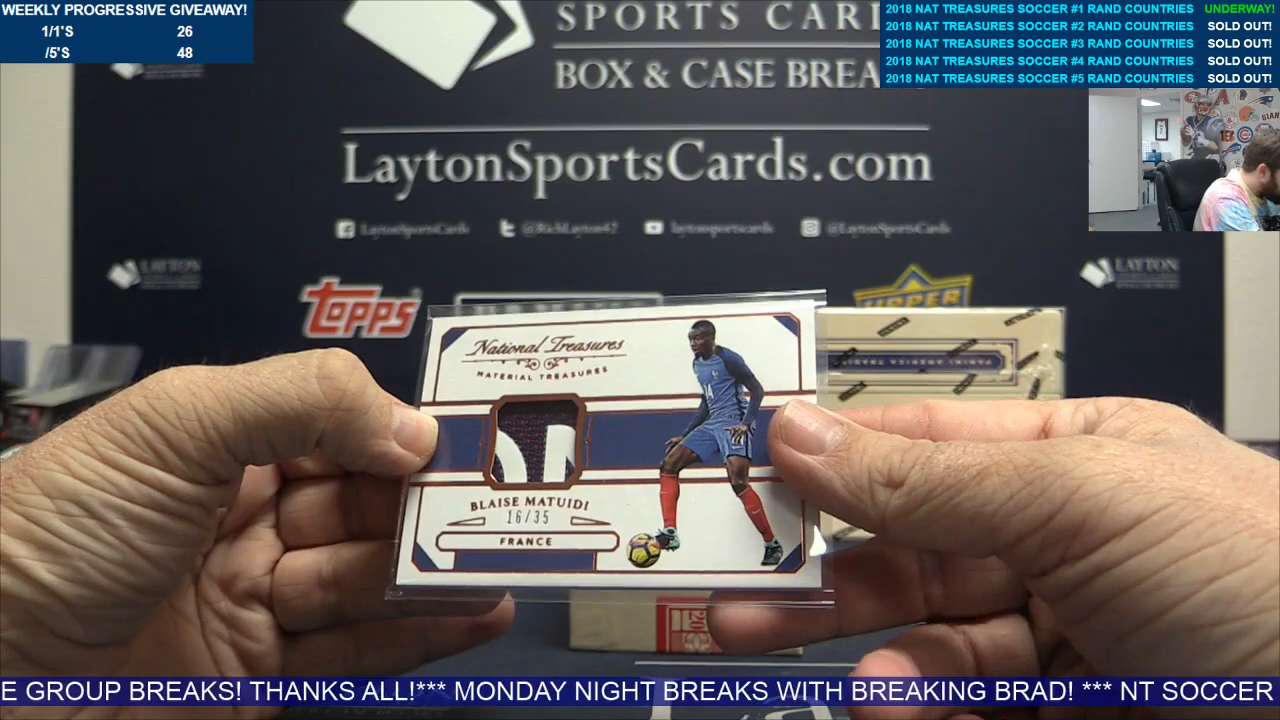 WEEKLY PROGRESSIVE GIVEAWAY!
1/1'S 26
/5'S 48
2018 NAT TREASURES SOCCER #1 RAND COUNTRIES UNDERWAY!
2018 NAT TREASURES SOCCER #2 RAND COUNTRIES SOLD OUT!
2018 NAT TREASURES SOCCER #3 RAND COUNTRIES SOLD OUT!
2018 NAT TREASURES SOCCER #4 RAND COUNTRIES SOLD OUT!
2018 NAT TREASURES SOCCER #5 RAND COUNTRIES SOLD OUT!
SPORTS CAR
BOX & CASE BREA
LaytonSportsCards.com
LaytonSportsCards @RichLayton42 laytonsportscards @LaytonSportsCards
LAYTON
LAYTON
TOPPS
UPPER
National Treasures
MATERIAL TREASURES
14
BLAISE MATUIDI
16/35
FRANCE
E GROUP BREAKS! THANKS ALL!*** MONDAY NIGHT BREAKS WITH BREAKING BRAD! *** NT SOCCER